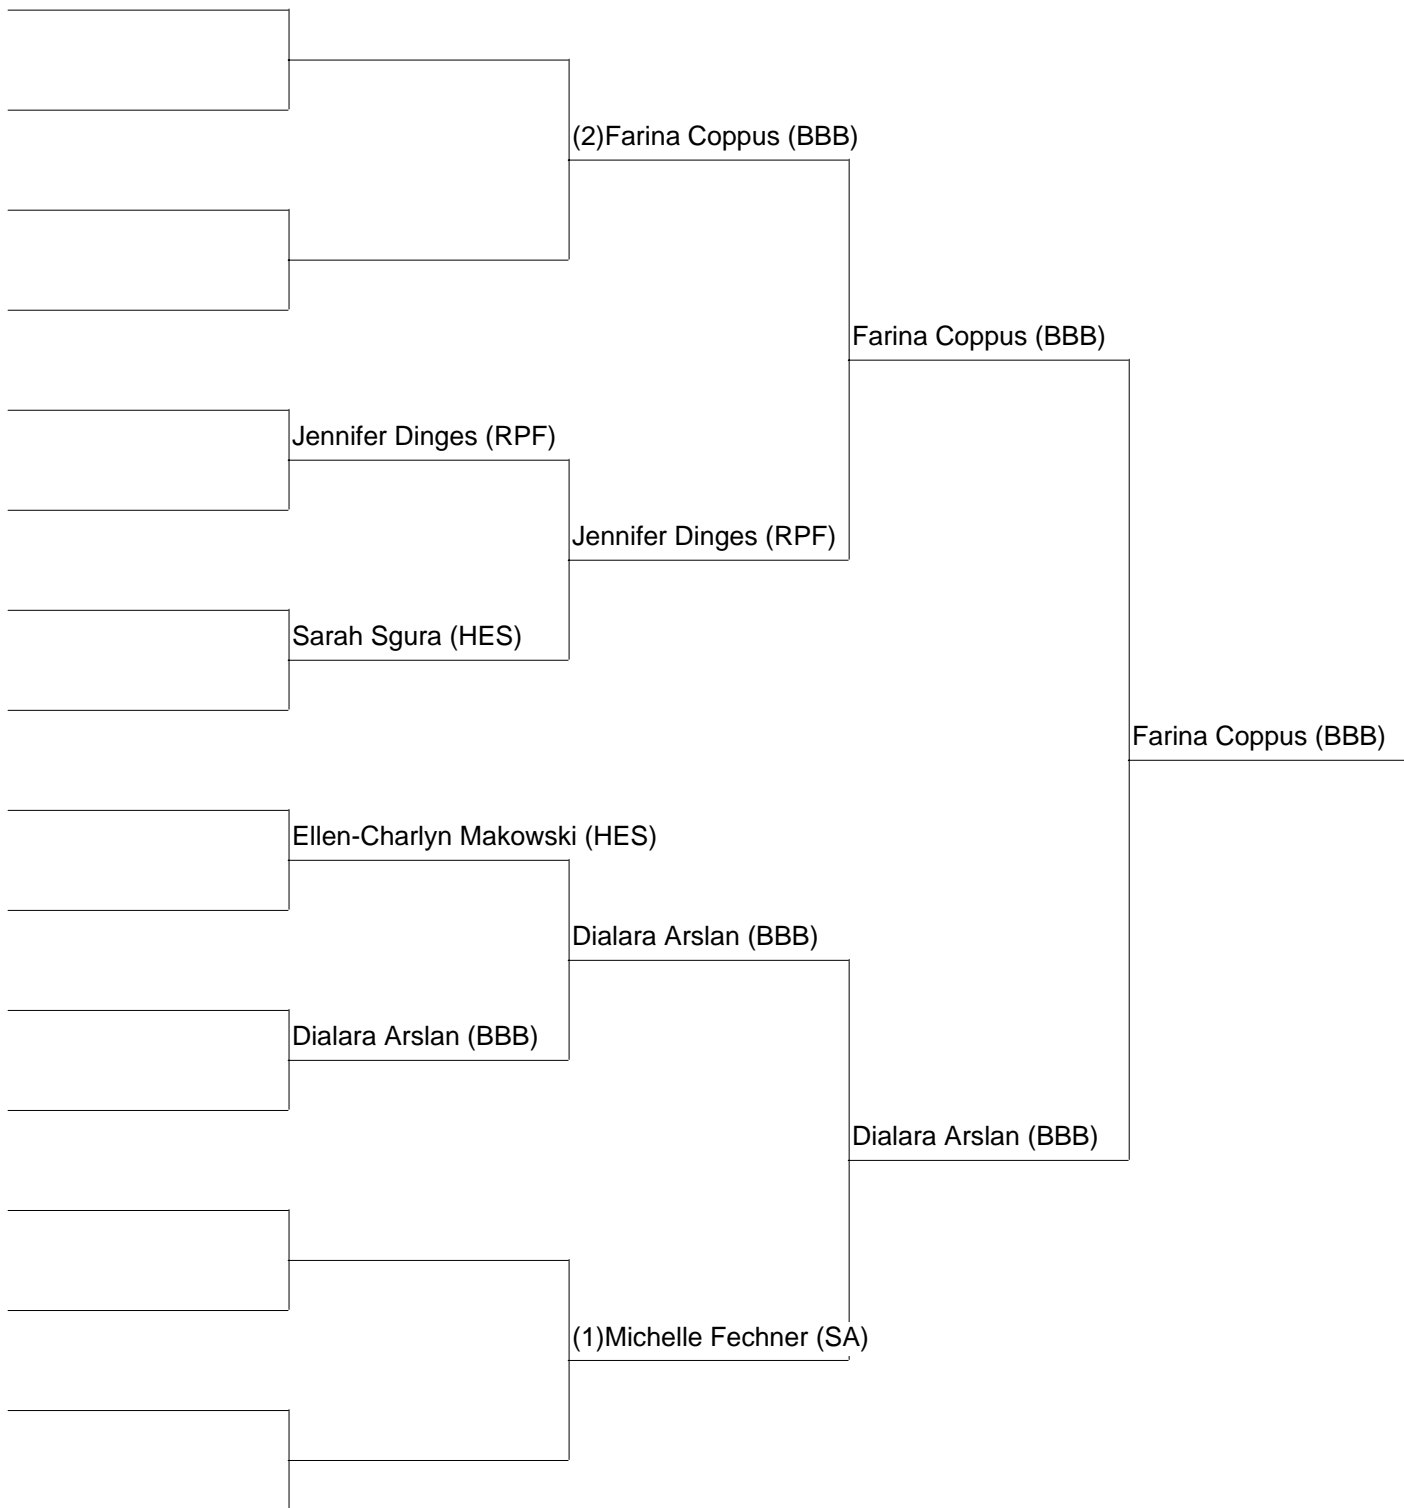 (2)Farina Coppus (BBB)
Farina Coppus (BBB)
Jennifer Dinges (RPF)
Jennifer Dinges (RPF)
Sarah Sgura (HES)
Farina Coppus (BBB)
Ellen-Charlyn Makowski (HES)
Dialara Arslan (BBB)
Dialara Arslan (BBB)
Dialara Arslan (BBB)
(1)Michelle Fechner (SA)